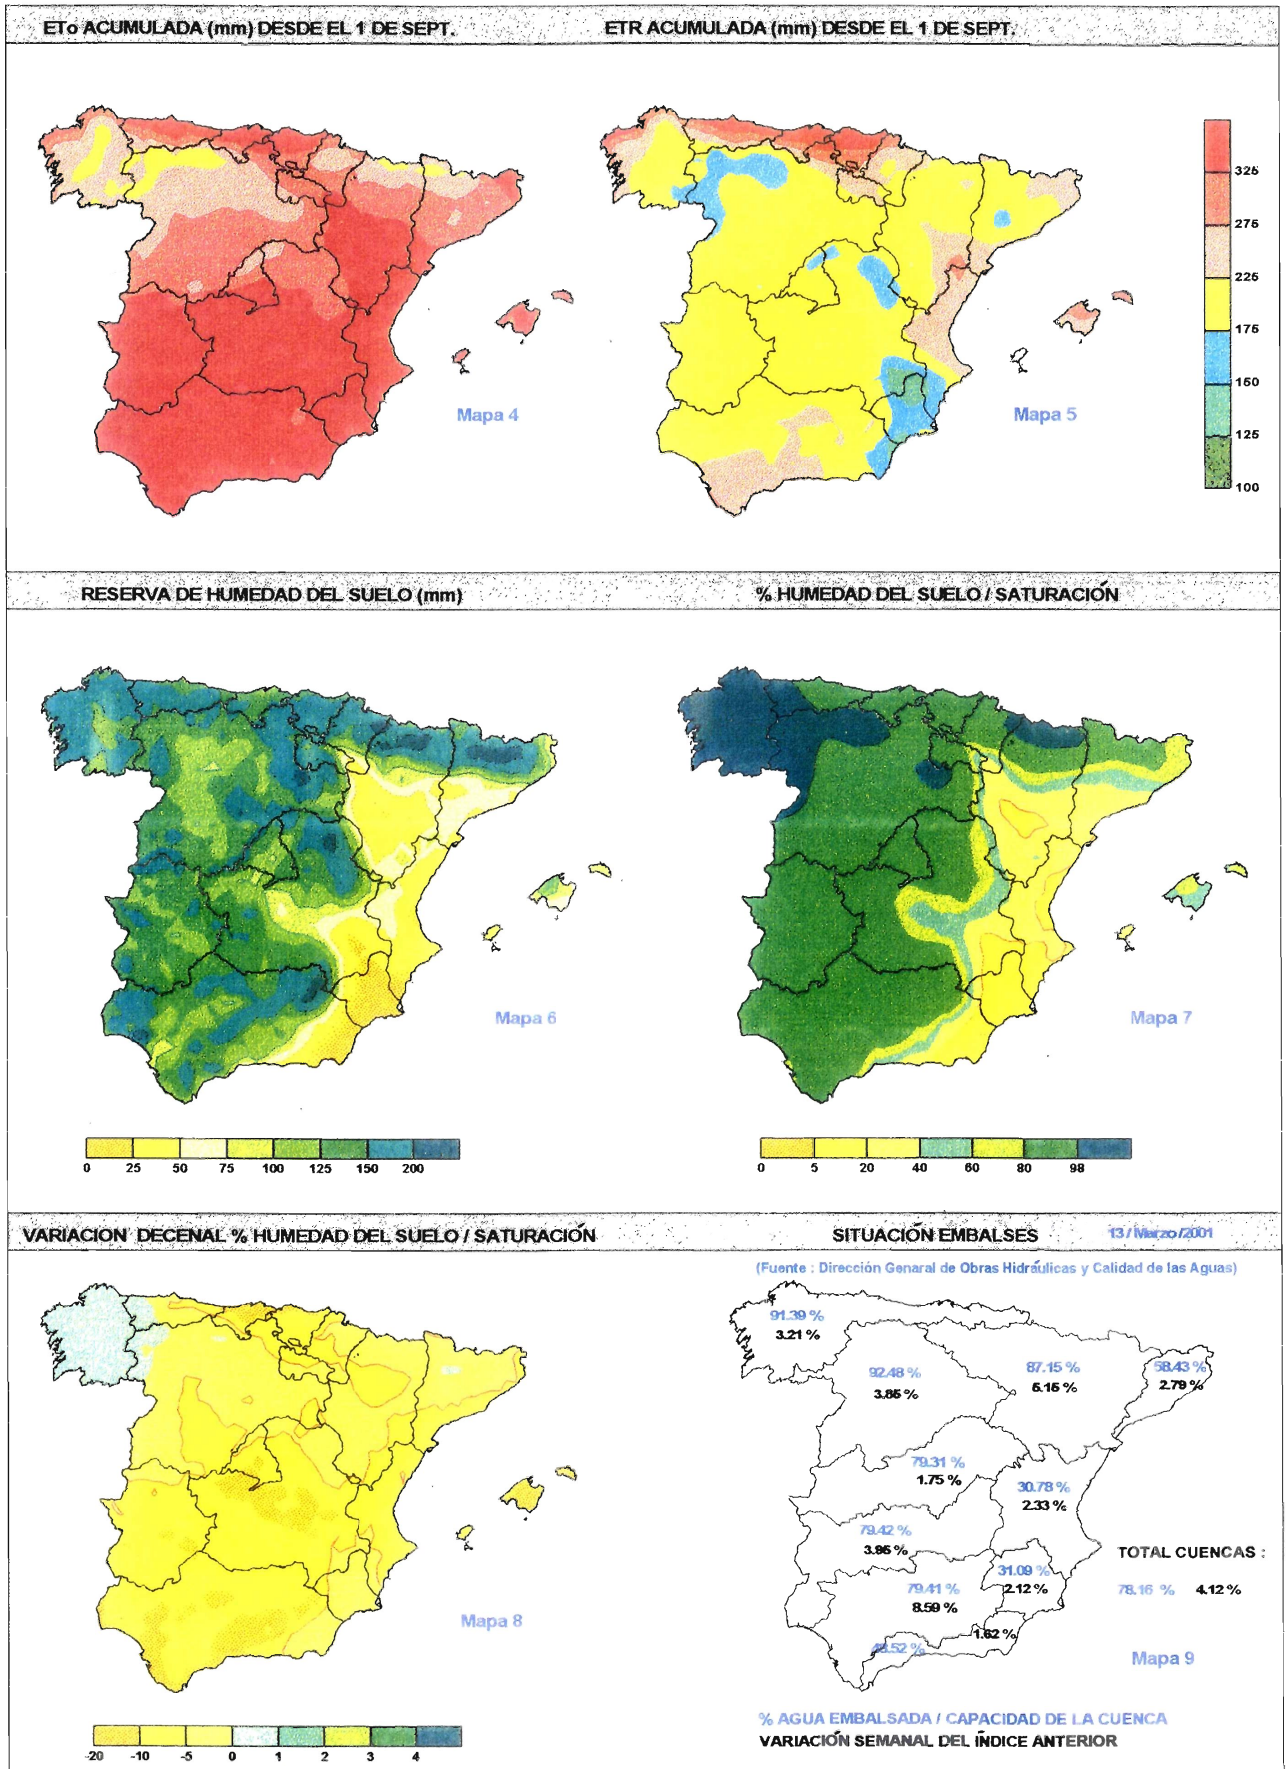 ETo ACUMULADA (mm) DESDE EL 1 DE SEPT.
ETR ACUMULADA (mm) DESDE EL 1 DE SEPT.
325
275
225
175
150
125
100
Mapa 4
Mapa 5
RESERVA DE HUMEDAD DEL SUELO (mm)
% HUMEDAD DEL SUELO / SATURACIÓN
Mapa 6
Mapa 7
0 25 50 75 100 125 150 200
0 5 20 40 60 80 98
VARIACION DECENAL % HUMEDAD DEL SUELO / SATURACIÓN
SITUACIÓN EMBALSES 13 / Marzo /2001
(Fuente : Dirección Genaral de Obras Hidráulicas y Calidad de las Aguas)
91.39 %
3.21 %
92.48 %
3.85 %
87.15 %
5.15 %
58.43 %
2.79 %
79.31 %
1.75 %
30.78 %
2.33 %
79.42 %
3.95 %
31.09 %
2.12 %
79.41 %
8.59 %
1.62 %
TOTAL CUENCAS :
78.16 % 4.12 %
Mapa 8
Mapa 9
-20 -10 -5 0 1 2 3 4
% AGUA EMBALSADA / CAPACIDAD DE LA CUENCA
VARIACIÓN SEMANAL DEL ÍNDICE ANTERIOR